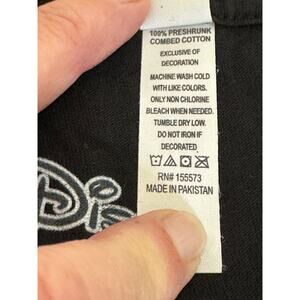 100% PRESHRUNK
COMBED COTTON
EXCLUSIVE OF
DECORATION
MACHINE WASH COLD
WITH LIKE COLORS.
ONLY NON CHLORINE
BLEACH WHEN NEEDED.
TUMBLE DRY LOW.
DO NOT IRON IF
DECORATED
RN# 155573
MADE IN PAKISTAN
Dis